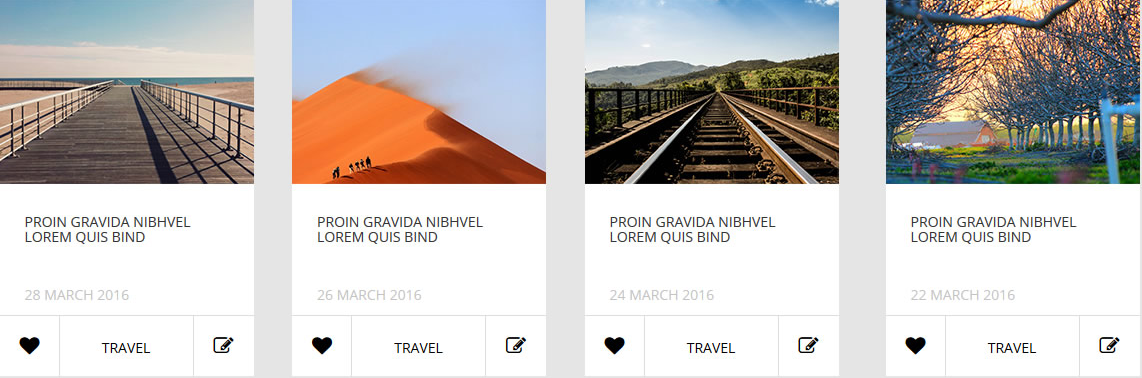 PROIN GRAVIDA NIBHVEL
LOREM QUIS BIND
28 MARCH 2016
TRAVEL
PROIN GRAVIDA NIBHVEL
LOREM QUIS BIND
26 MARCH 2016
TRAVEL
PROIN GRAVIDA NIBHVEL
LOREM QUIS BIND
24 MARCH 2016
TRAVEL
PROIN GRAVIDA NIBHVEL
LOREM QUIS BIND
22 MARCH 2016
TRAVEL